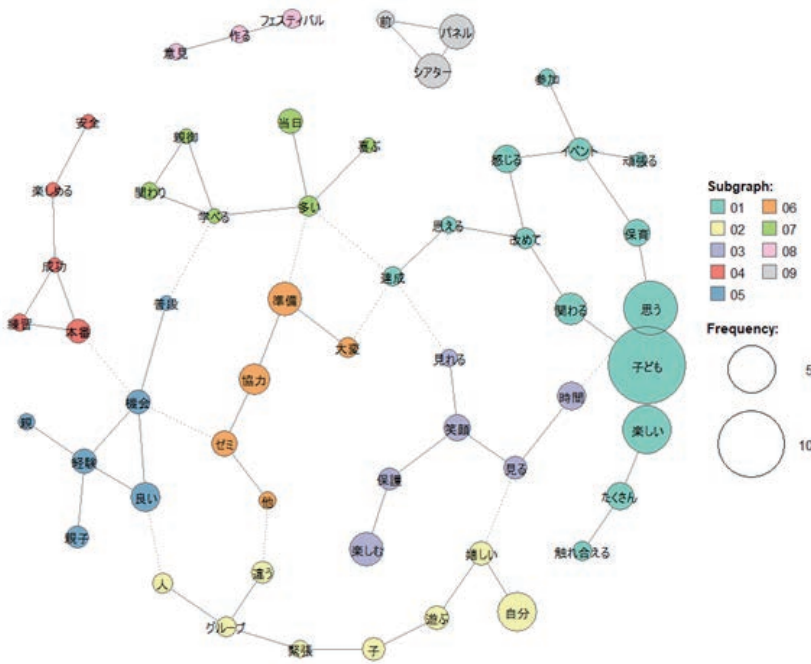 フェスティバル
作る
意見
前
パネル
シアター
参加
安全
当日
親御
喜ぶ
感じる
イベント
頑張る
楽しめる
関わり
学べる
多い
思える
改めて
保育
成功
達成
普段
準備
関わる
思う
練習
本番
大変
見れる
子ども
協力
機会
時間
親
ゼミ
笑顔
楽しい
経験
見る
良い
他
保護
たくさん
親子
楽しむ
嬉しい
触れ合える
人
違う
自分
グループ
遊ぶ
緊張
子
Subgraph:
01 06
02 07
03 08
04 09
05
Frequency:
5
10